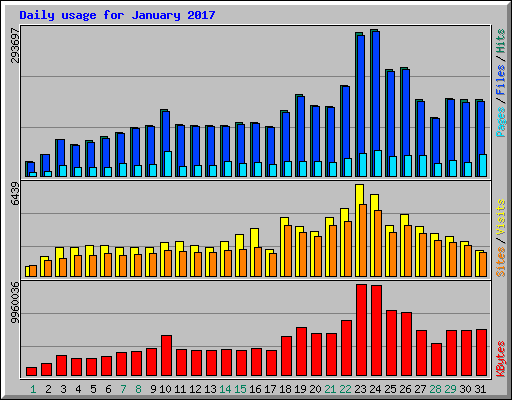 Daily usage for January 2017
293697
Pages / Files / Hits
6439
Sites / Visits
9960036
KBytes
1 2 3 4 5 6 7 8 9 10 11 12 13 14 15 16 17 18 19 20 21 22 23 24 25 26 27 28 29 30 31